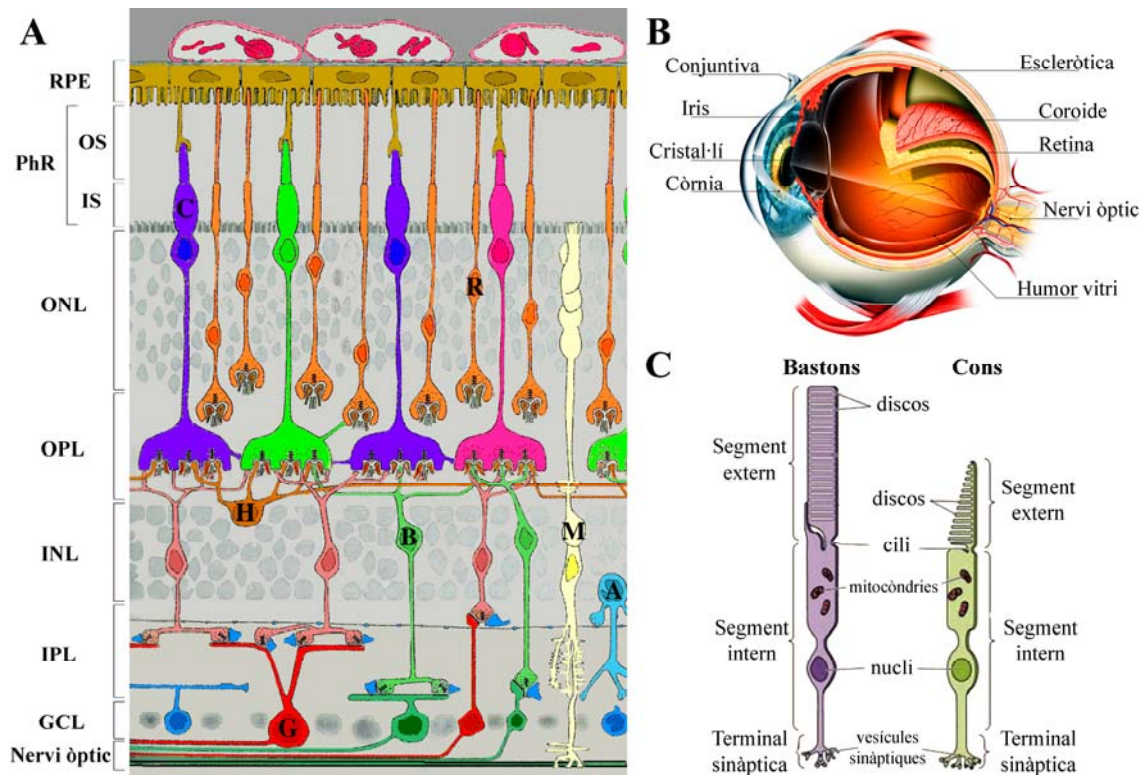 A
RPE
OS
PhR
IS
ONL
OPL
INL
IPL
GCL
Nervi òptic
C
R
H
B
M
A
G
B
Conjuntiva
Iris
Cristal·lí
Còrnia
Escleròtica
Coroide
Retina
Nervi òptic
Humor vitri
C
Bastons
Cons
discos
Segment
extern
discos
Segment
extern
cili
mitocòndries
Segment
intern
Segment
intern
nucli
Terminal
sinàptica
vesícules
sinàptiques
Terminal
sinàptica